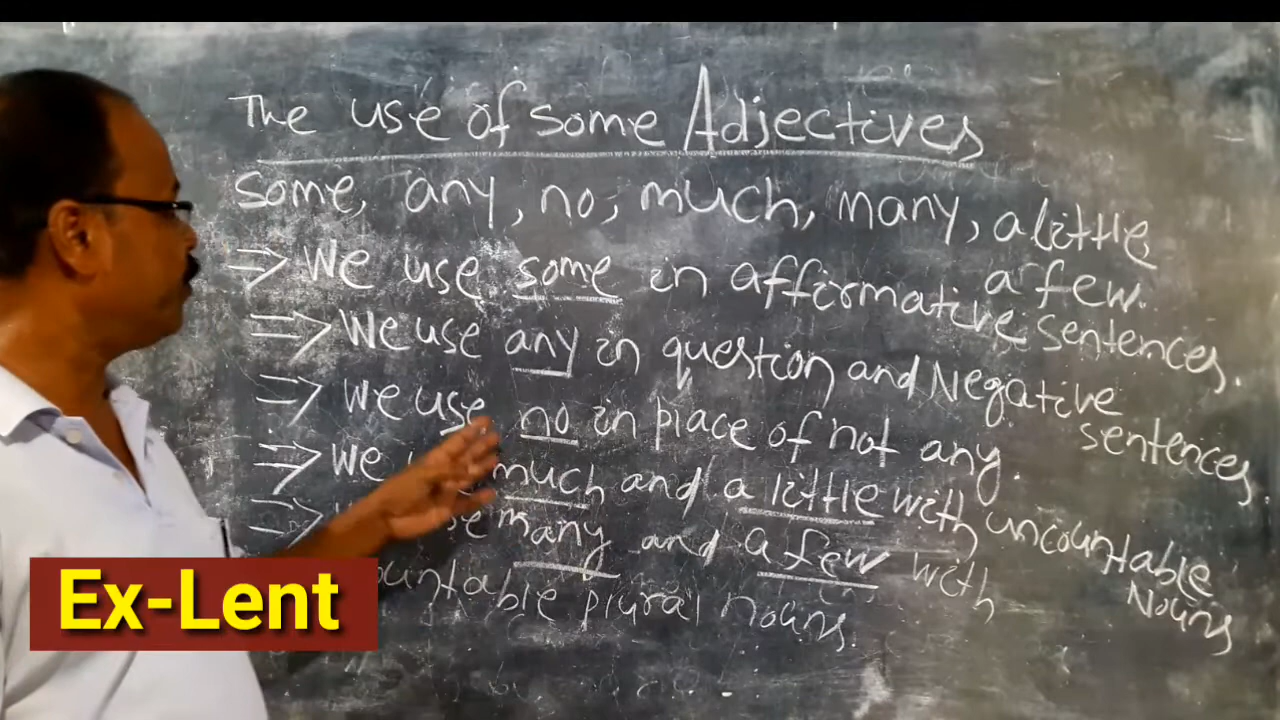 The use of some Adjectives
some, any, no, much, many, a little,
a few.
⇒ We use some in affirmative sentences.
⇒ We use any in question and Negative
sentences.
⇒ We use no in place of not any.
⇒ We much and a little with uncountable
Nouns
⇒ many and a few with
countable plural nouns.
Ex-Lent